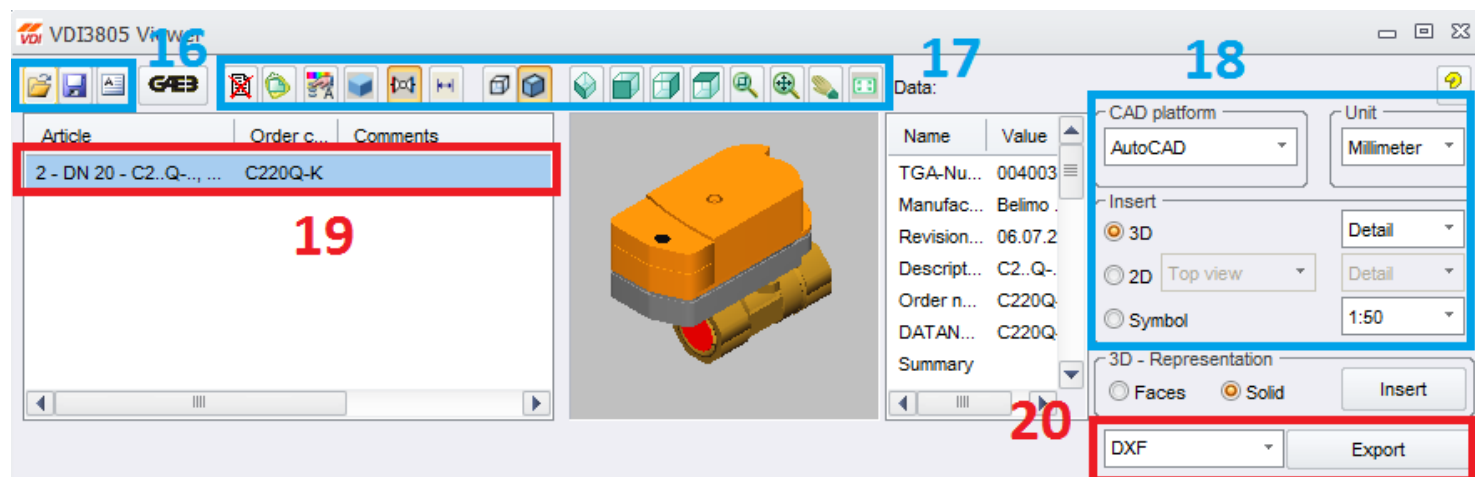 VDI VDI3805 Viewer
16
17
18
GAEB
Data:
Article Order c... Comments
2 - DN 20 - C2..Q-.., ... C220Q-K
19
Name Value
TGA-Nu... 004003
Manufac... Belimo .
Revision... 06.07.2
Descript... C2..Q-.
Order n... C220Q
DATAN... C220Q-
Summary
20
CAD platform
AutoCAD
Unit
Millimeter
Insert
3D Detail
2D Top view Detail
Symbol 1:50
3D - Representation
Faces Solid Insert
DXF Export